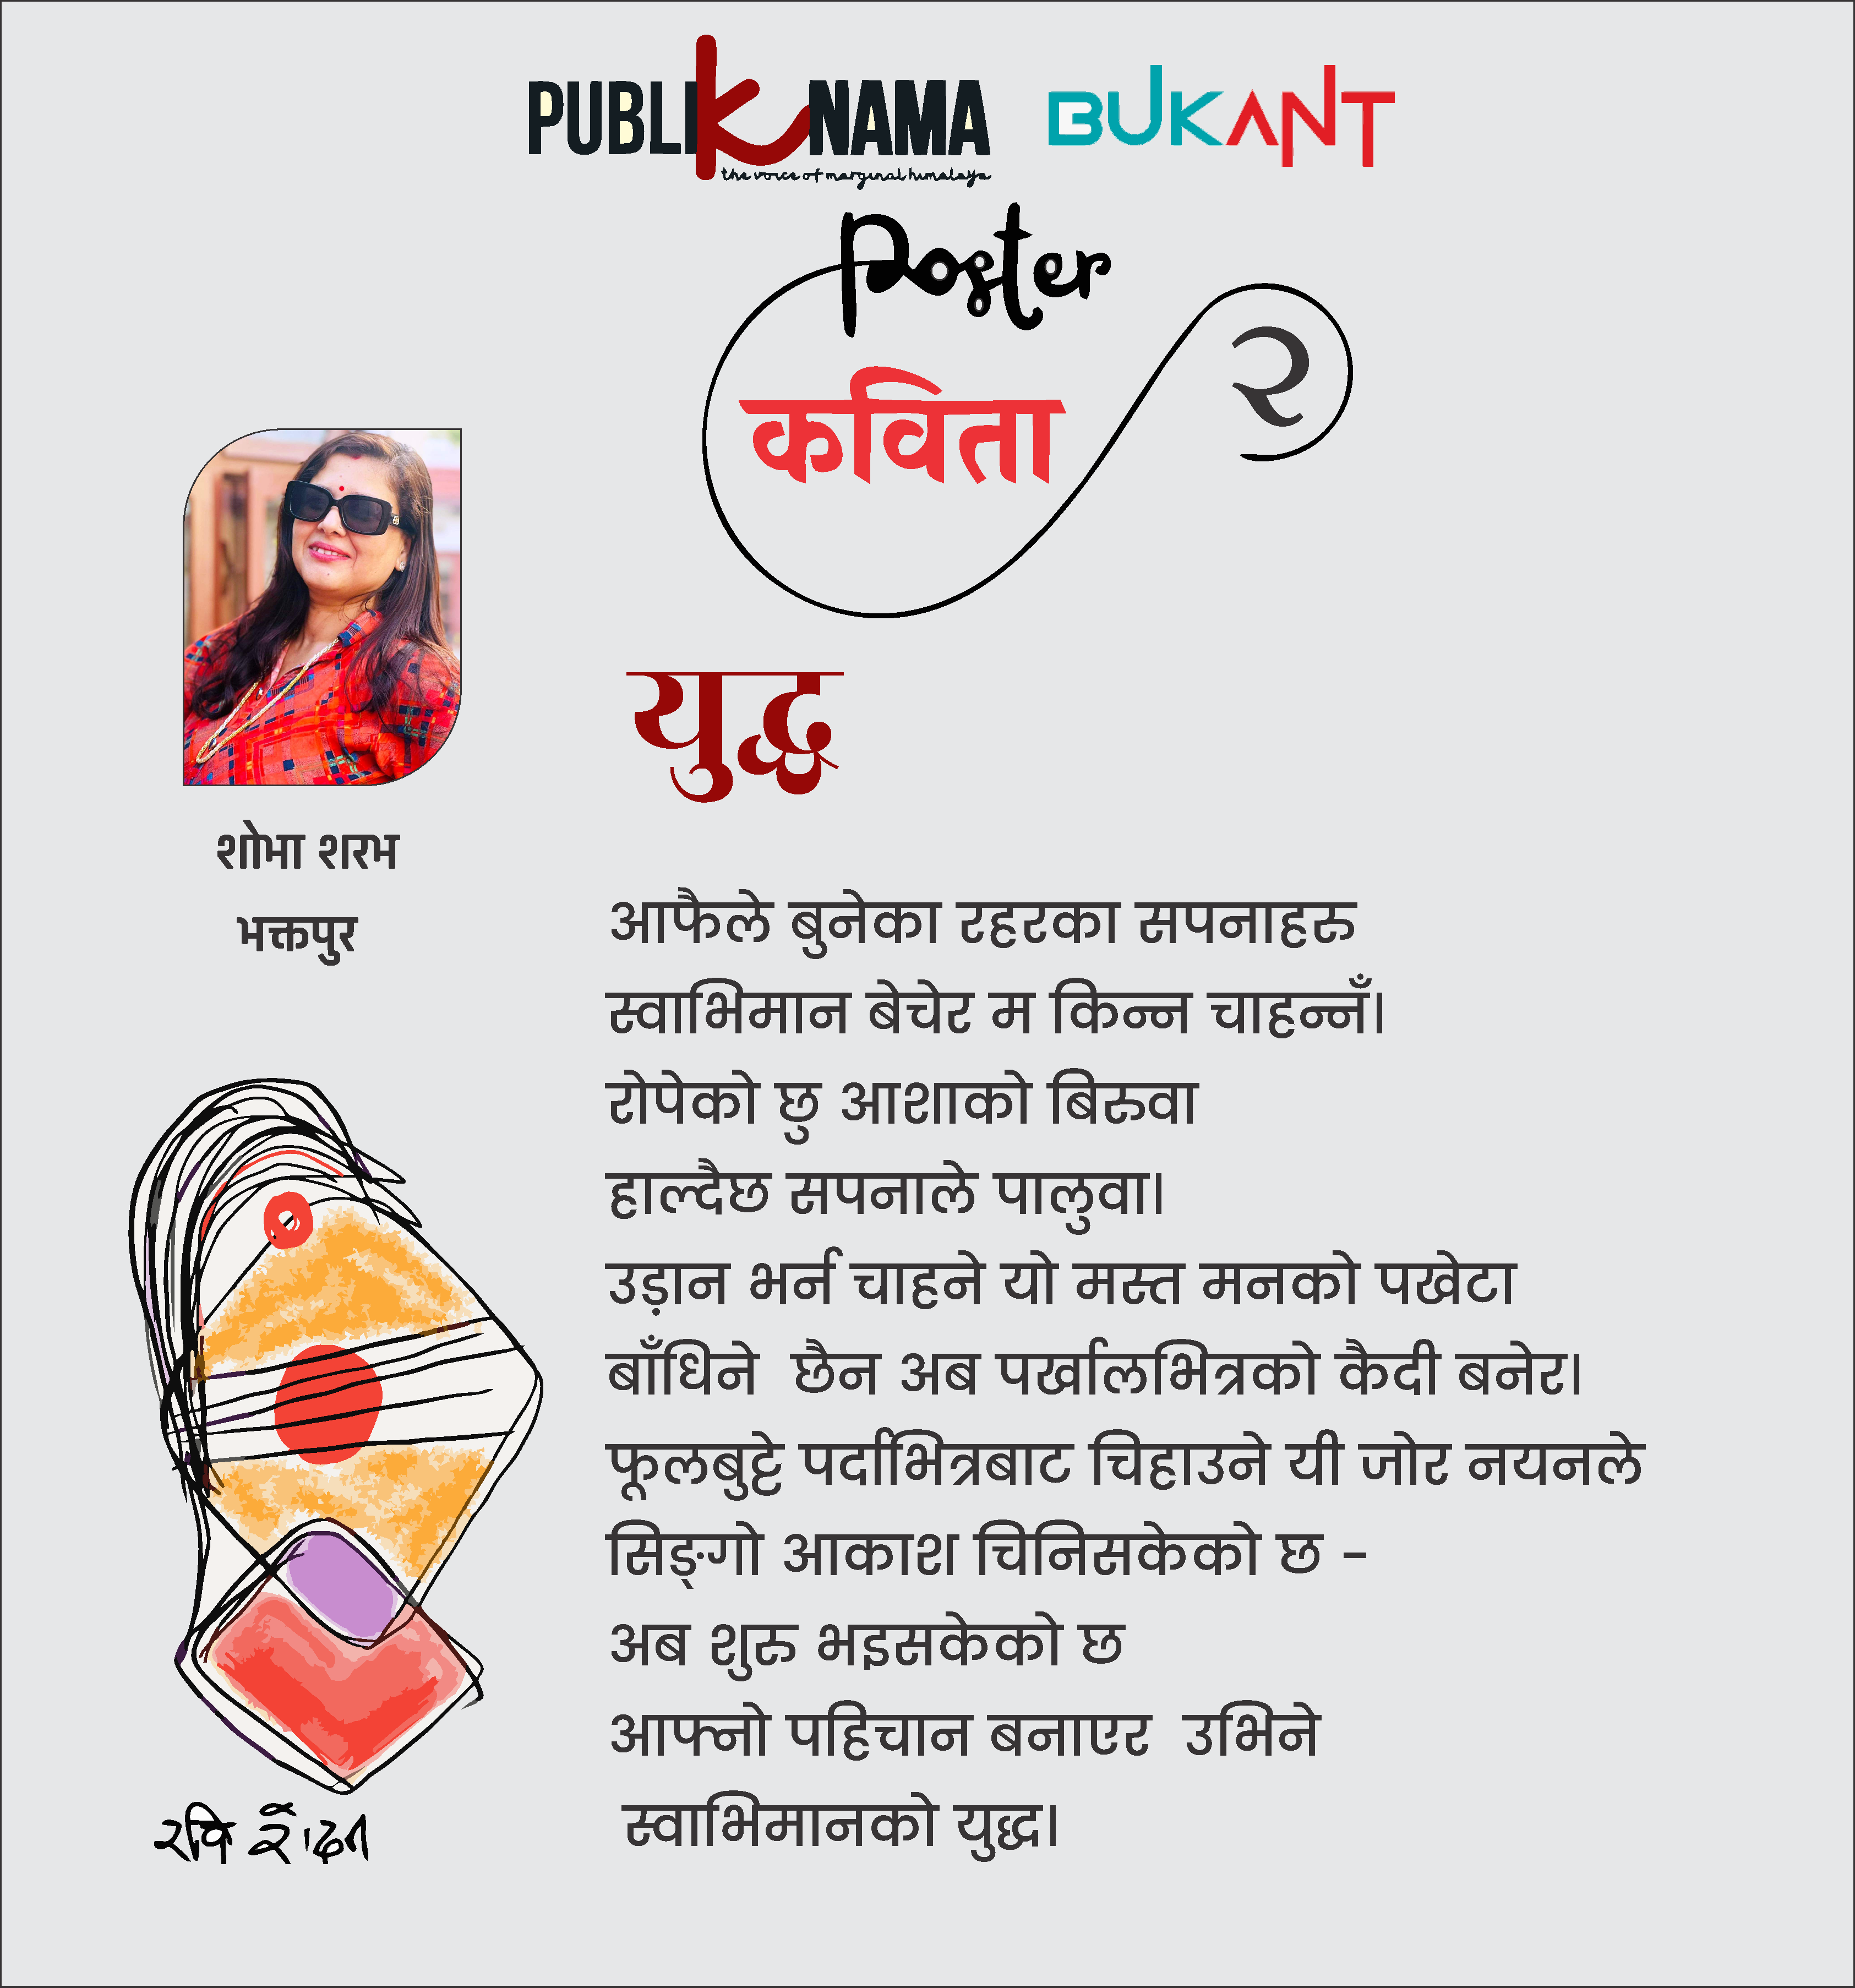 PUBLIKNAMA
the voice of marginal himalaya
BUKANT
Poster
कविता
२
युद्ध
शोभा शरभ
भक्तपुर
आफैले बुनेका रहरका सपनाहरु
स्वाभिमान बेचेर म किन्न चाहन्नँ।
रोपेको छु आशाको बिरुवा
हाल्दैछ सपनाले पालुवा।
उड़ान भर्न चाहने यो मस्त मनको पखेटा
बाँधिने छैन अब पर्खालभित्रको कैदी बनेर।
फूलबुट्टे पर्दाभित्रबाट चिहाउने यी जोर नयनले
सिङ्गो आकाश चिनिसकेको छ -
अब शुरु भइसकेको छ
आफ्नो पहिचान बनाएर उभिने
स्वाभिमानको युद्ध।
रवि